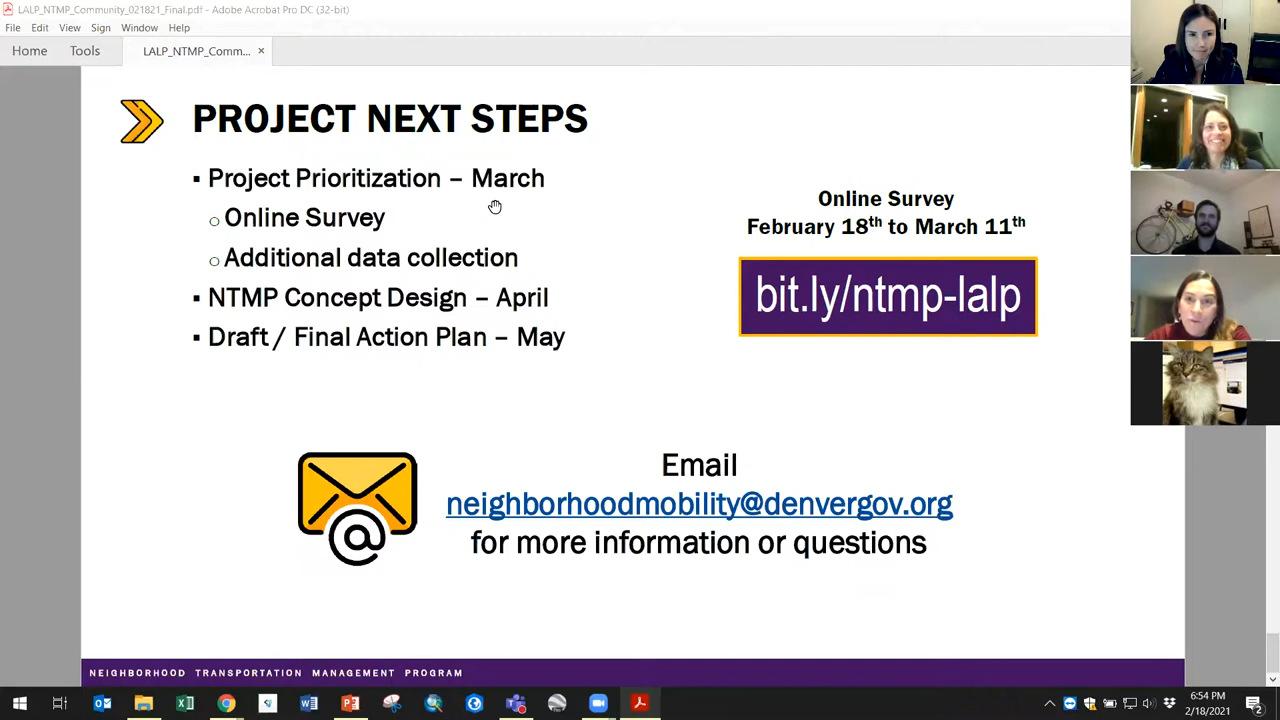 LALP_NTMP_Community_021821_Final.pdf - Adobe Acrobat Pro DC (32-bit)
File Edit View Sign Window Help
Home Tools LALP_NTMP_Comm... ×
PROJECT NEXT STEPS
▪ Project Prioritization – March
○ Online Survey
○ Additional data collection
▪ NTMP Concept Design – April
▪ Draft / Final Action Plan – May
Online Survey
February 18th to March 11th
bit.ly/ntmp-lalp
Email
neighborhoodmobility@denvergov.org
for more information or questions
NEIGHBORHOOD TRANSPORTATION MANAGEMENT PROGRAM
6:54 PM
2/18/2021
2